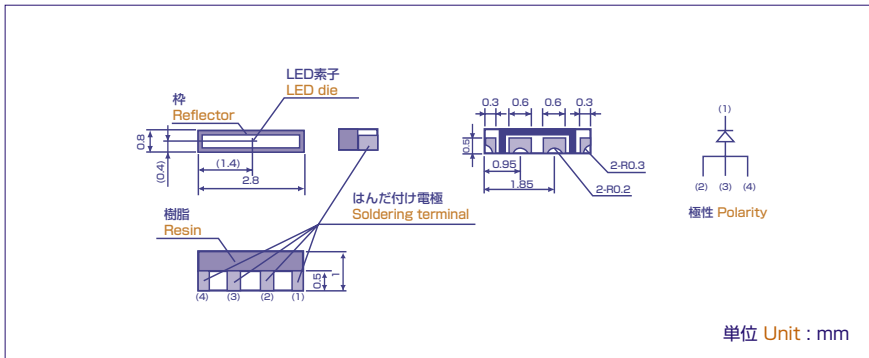 LED素子
LED die
枠
Reflector
0.8
(0.4)
(1.4)
2.8
はんだ付け電極
Soldering terminal
樹脂
Resin
(4) (3) (2) (1)
0.5
1
0.3 0.6 0.6 0.3
0.5
0.95
1.85
2-R0.3
2-R0.2
(1)
(2) (3) (4)
極性 Polarity
単位 Unit : mm